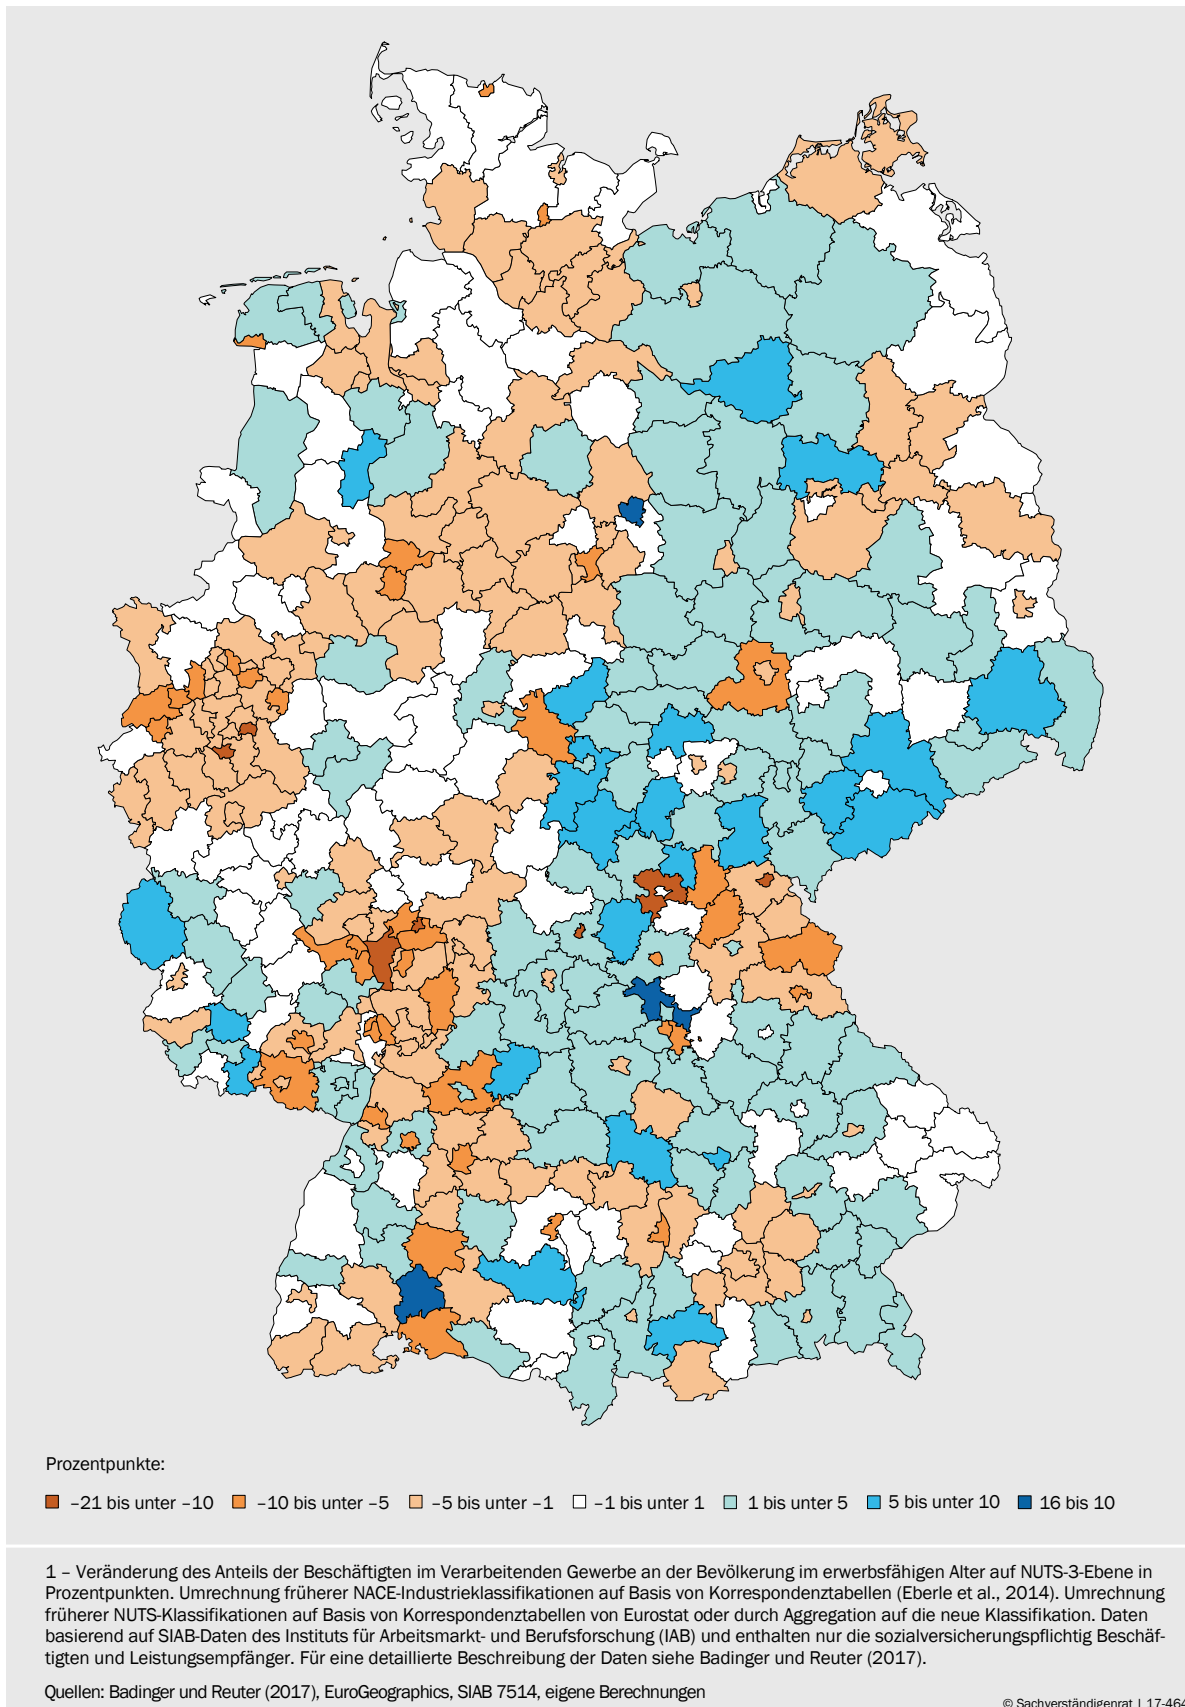 Prozentpunkte:
–21 bis unter –10 –10 bis unter –5 –5 bis unter –1 –1 bis unter 1 1 bis unter 5 5 bis unter 10 16 bis 10
1 – Veränderung des Anteils der Beschäftigten im Verarbeitenden Gewerbe an der Bevölkerung im erwerbsfähigen Alter auf NUTS-3-Ebene in
Prozentpunkten. Umrechnung früherer NACE-Industrieklassifikationen auf Basis von Korrespondenztabellen (Eberle et al., 2014). Umrechnung
früherer NUTS-Klassifikationen auf Basis von Korrespondenztabellen von Eurostat oder durch Aggregation auf die neue Klassifikation. Daten
basierend auf SIAB-Daten des Instituts für Arbeitsmarkt- und Berufsforschung (IAB) und enthalten nur die sozialversicherungspflichtig Beschäf-
tigten und Leistungsempfänger. Für eine detaillierte Beschreibung der Daten siehe Badinger und Reuter (2017).
Quellen: Badinger und Reuter (2017), EuroGeographics, SIAB 7514, eigene Berechnungen
© Sachverständigenrat | 17-464